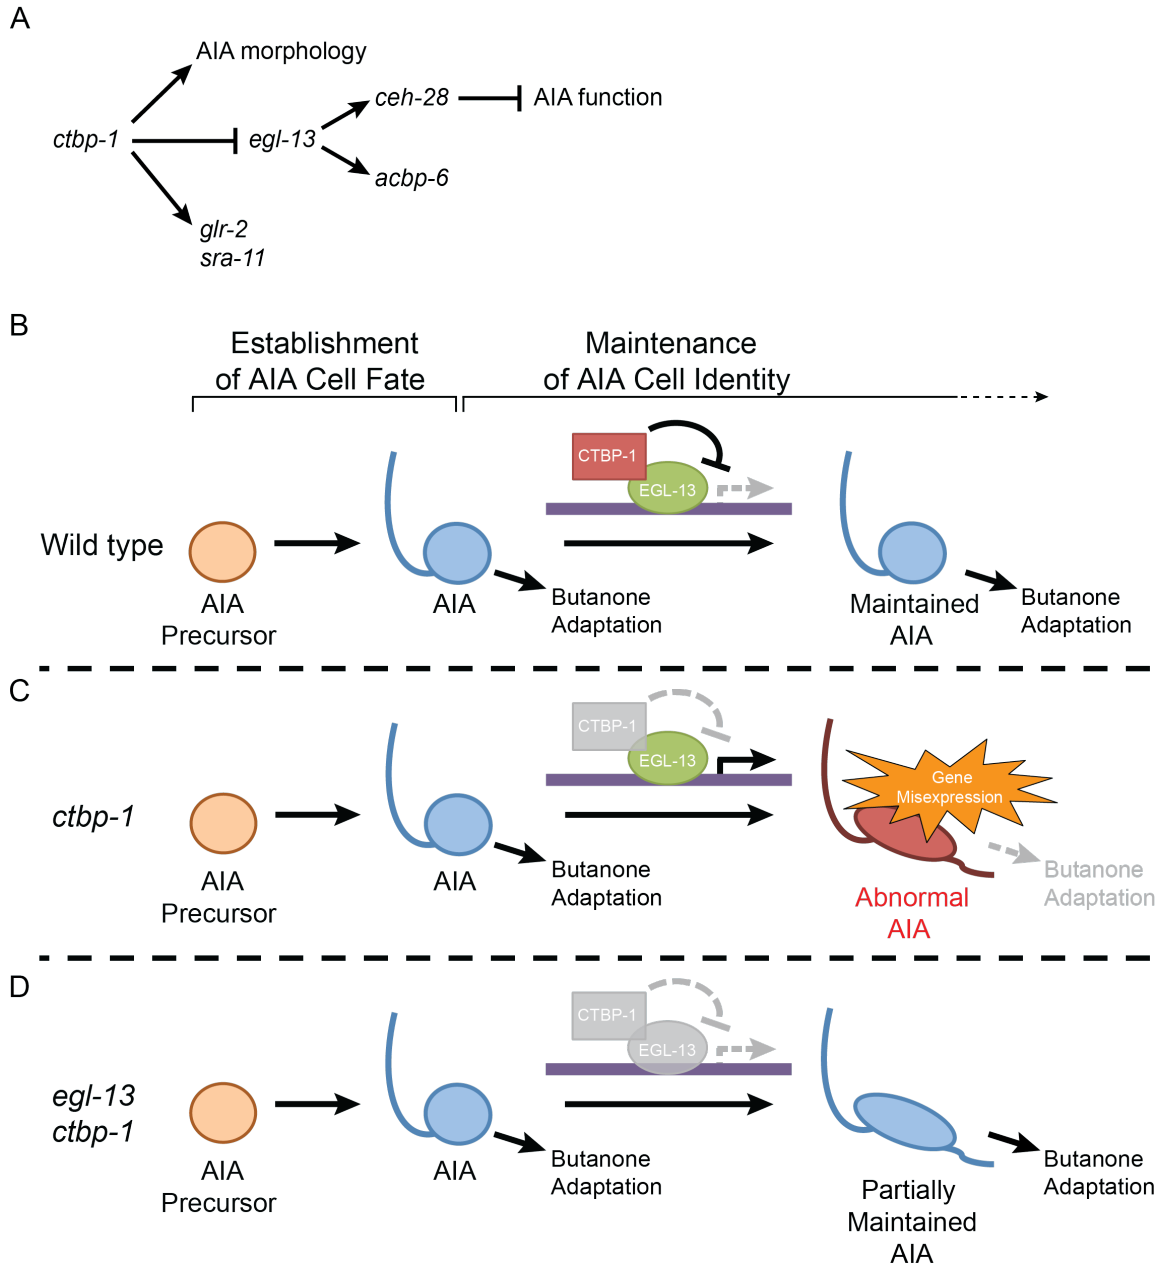 A
AIA morphology
ctbp-1
egl-13
ceh-28
AIA function
acbp-6
glr-2
sra-11
B
Establishment
of AIA Cell Fate
Maintenance
of AIA Cell Identity
CTBP-1
EGL-13
Wild type
AIA
Precursor
AIA
Butanone
Adaptation
Maintained
AIA
Butanone
Adaptation
C
CTBP-1
EGL-13
Gene
Misexpression
ctbp-1
AIA
Precursor
AIA
Butanone
Adaptation
Abnormal
AIA
Butanone
Adaptation
D
CTBP-1
EGL-13
egl-13
ctbp-1
AIA
Precursor
AIA
Butanone
Adaptation
Partially
Maintained
AIA
Butanone
Adaptation